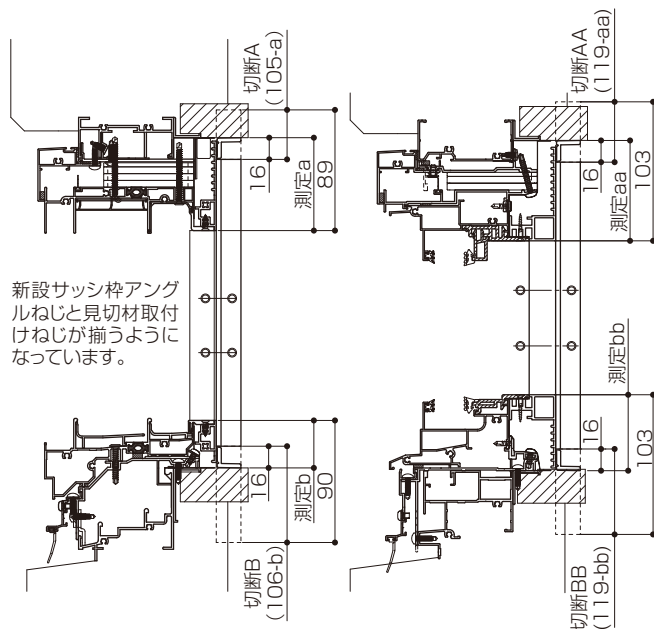 切断A
(105-a)
16
測定a
89
切断AA
(119-aa)
16
測定aa
103
新設サッシ枠アング
ルねじと見切材取付
けねじが揃うように
なっています。
16
測定b
90
切断B
(106-b)
測定bb
16
103
切断BB
(119-bb)